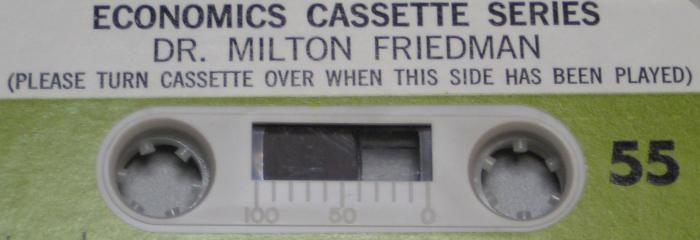 ECONOMICS CASSETTE SERIES
DR. MILTON FRIEDMAN
(PLEASE TURN CASSETTE OVER WHEN THIS SIDE HAS BEEN PLAYED)
55
100 50 0